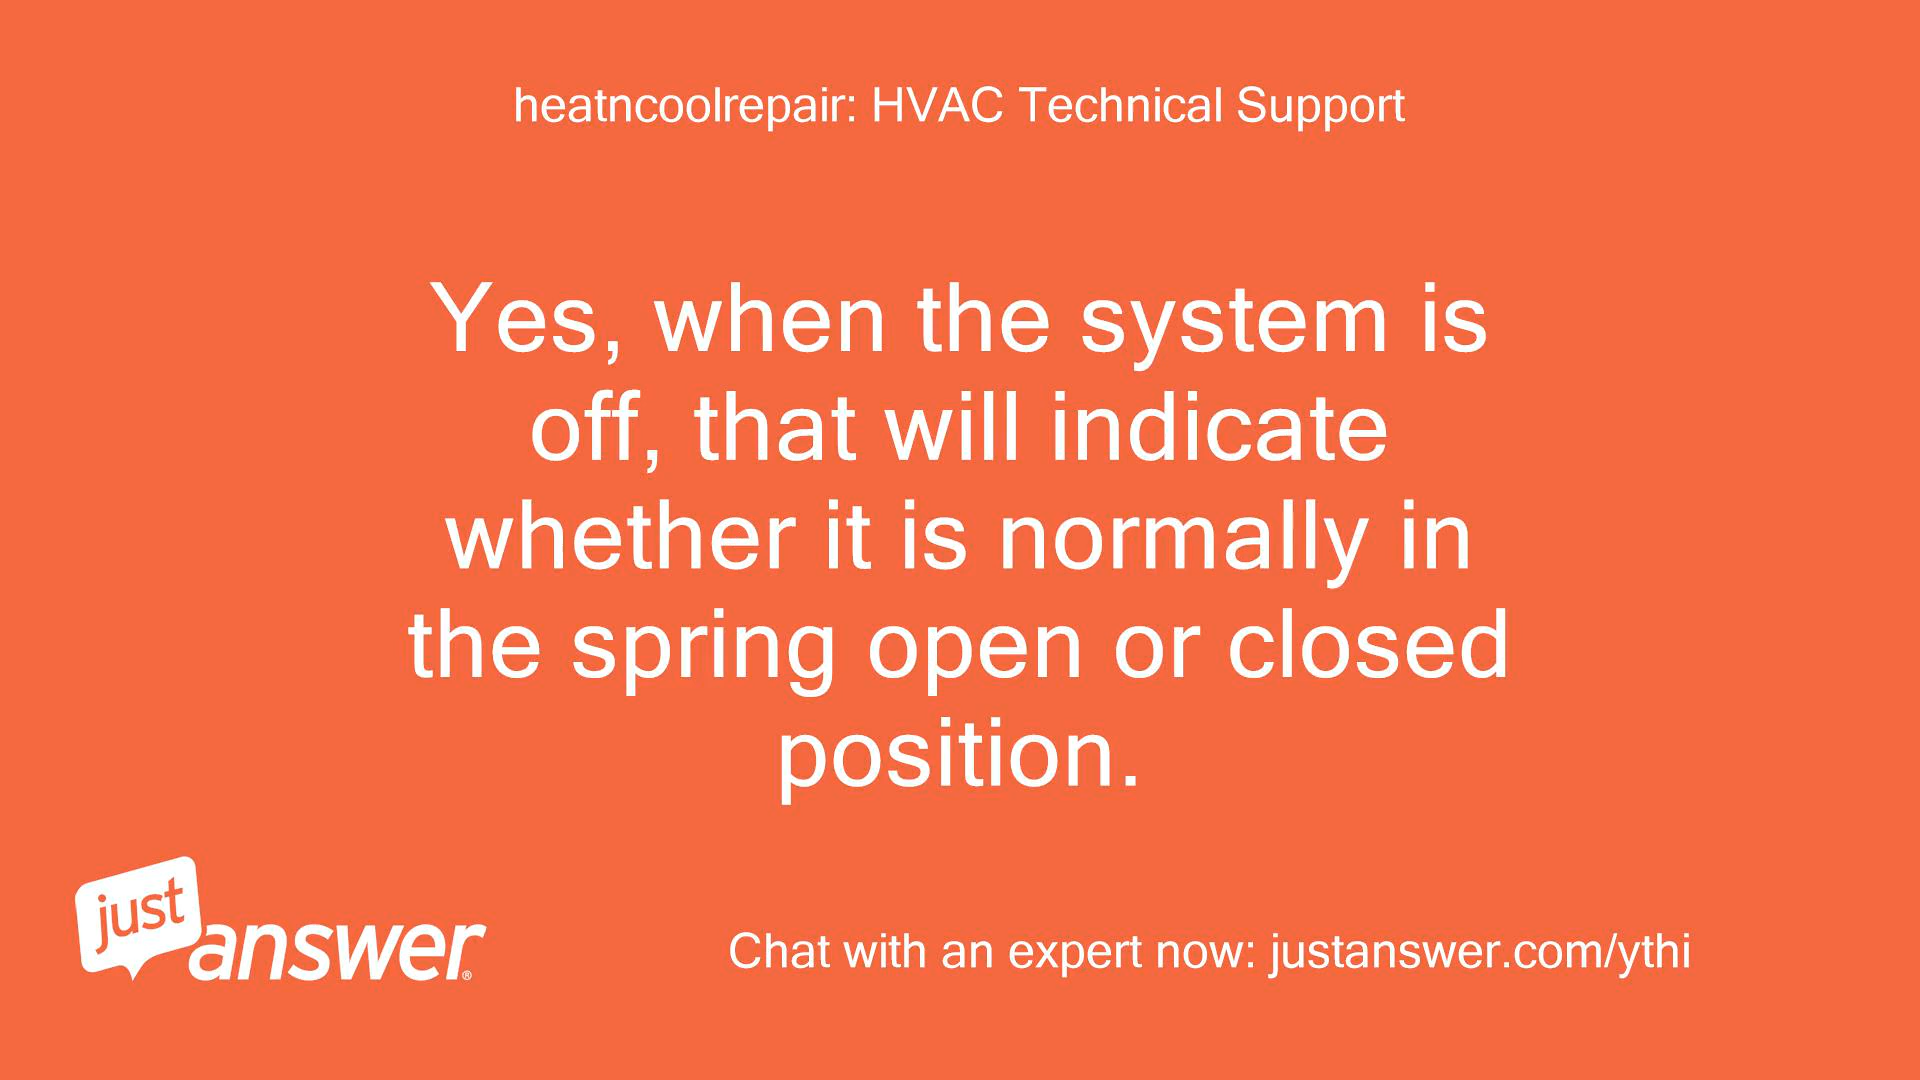 heatncoolrepair: HVAC Technical Support
Yes, when the system is
off, that will indicate
whether it is normally in
the spring open or closed
position.
just
answer®
Chat with an expert now: justanswer.com/ythi